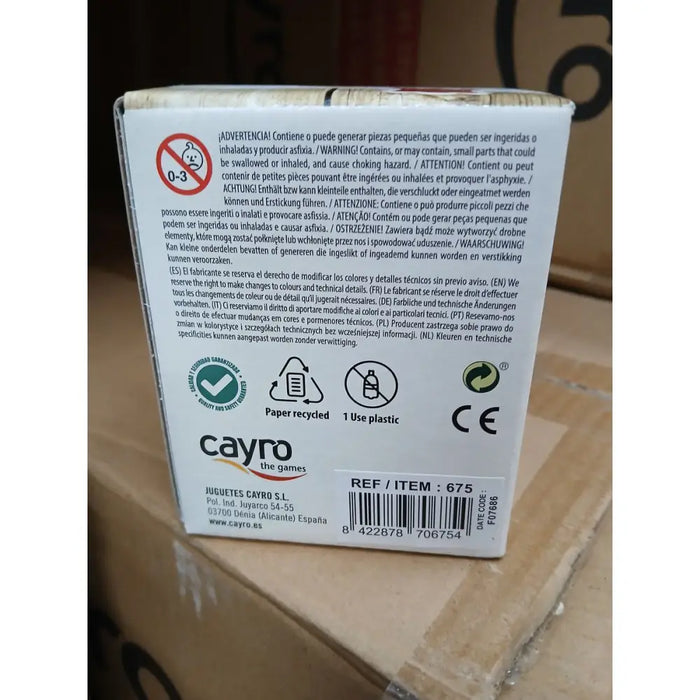 ¡ADVERTENCIA! Contiene o puede generar piezas pequeñas que pueden ser ingeridas o
inhaladas y producir asfixia. / WARNING! Contains, or may contain, small parts that could
be swallowed or inhaled, and cause choking hazard. / ATTENTION! Contient ou peut
contenir de petites pièces pouvant être ingérées ou inhalées et provoquer l'asphyxie. /
ACHTUNG! Enthält bzw kann kleinteile enthalten, die verschluckt oder eingeatmet werden
können und Erstickung führen. / ATTENZIONE: Contiene o può produrre piccoli pezzi che
possono essere ingeriti o inalati e provocare asfissia. / ATENÇÃO! Contém ou pode gerar peças pequenas que
podem ser ingeridas ou inhaladas e causar asfixia. / OSTRZEŻENIE! Zawiera bądź może wytworzyć drobne
elementy, które mogą zostać połknięte lub wchłonięte przez nos i spowodować uduszenie. / WAARSCHUWING!
Kan kleine onderdelen bevatten of genereren die ingeslikt of ingeademd kunnen worden en verstikking
kunnen veroorzaken.
0-3
(ES) El fabricante se reserva el derecho de modificar los colores y detalles técnicos sin previo aviso. (EN) We
reserve the right to make changes to colours and technical details. (FR) Le fabricant se réserve le droit d'effectuer
tous les changements de coleur ou de détail qu'il jugerait nécessaires. (DE) Farbliche und technische Änderungen
vorbehalten. (IT) Ci reserviamo il diritto di aportare modifiche ai colori e ai particolari tecnici. (PT) Resevamo-nos
o direito de efectuar mudanças em cores e pormenores técnicos. (PL) Producent zastrzega sobie prawo do
zmian w kolorystyce i szczegółach technicznych bez wcześniejszej informacji. (NL) Kleuren en technische
specificities kunnen aangepast worden zonder verwittiging.
CALIDAD Y SEGURIDAD GARANTIZADA
QUALITY AND SAFETY GUARANTEED
Paper recycled
1 Use plastic
®
CE
cayro
the games
JUGUETES CAYRO S.L.
Pol. Ind. Juyarco 54-55
03700 Dénia (Alicante) España
www.cayro.es
REF / ITEM : 675
8 422878 706754
DATE CODE :
F07686